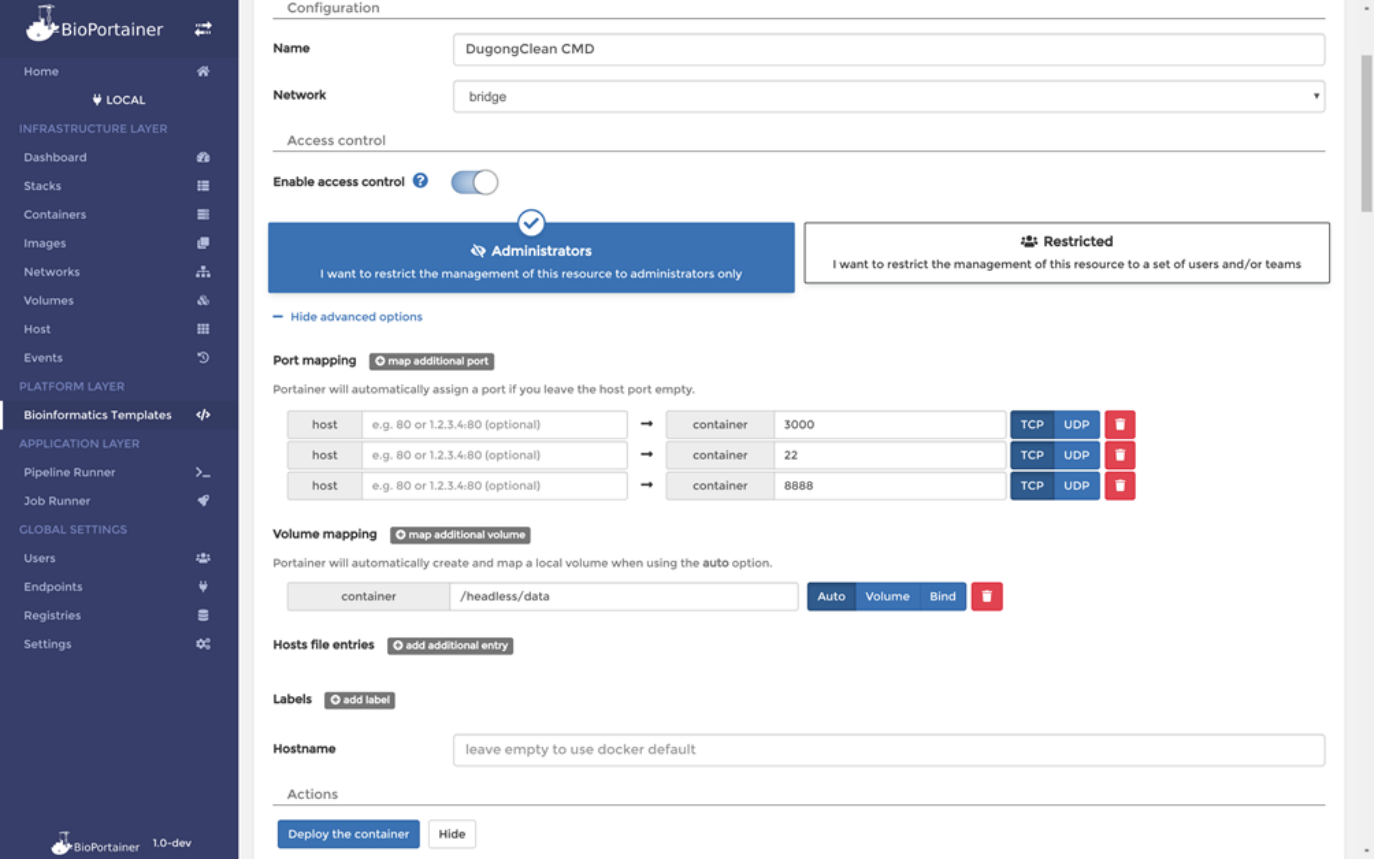 BioPortainer
Home
LOCAL
INFRASTRUCTURE LAYER
Dashboard
Stacks
Containers
Images
Networks
Volumes
Host
Events
PLATFORM LAYER
Bioinformatics Templates
APPLICATION LAYER
Pipeline Runner
Job Runner
GLOBAL SETTINGS
Users
Endpoints
Registries
Settings
BioPortainer 1.0-dev
Configuration
Name DugongClean CMD
Network bridge
Access control
Enable access control ?
Administrators
I want to restrict the management of this resource to administrators only
Restricted
I want to restrict the management of this resource to a set of users and/or teams
Hide advanced options
Port mapping map additional port
Portainer will automatically assign a port if you leave the host port empty.
host e.g. 80 or 1.2.3.4:80 (optional) → container 3000 TCP UDP
host e.g. 80 or 1.2.3.4:80 (optional) → container 22 TCP UDP
host e.g. 80 or 1.2.3.4:80 (optional) → container 8888 TCP UDP
Volume mapping map additional volume
Portainer will automatically create and map a local volume when using the auto option.
container /headless/data Auto Volume Bind
Hosts file entries add additional entry
Labels add label
Hostname leave empty to use docker default
Actions
Deploy the container Hide